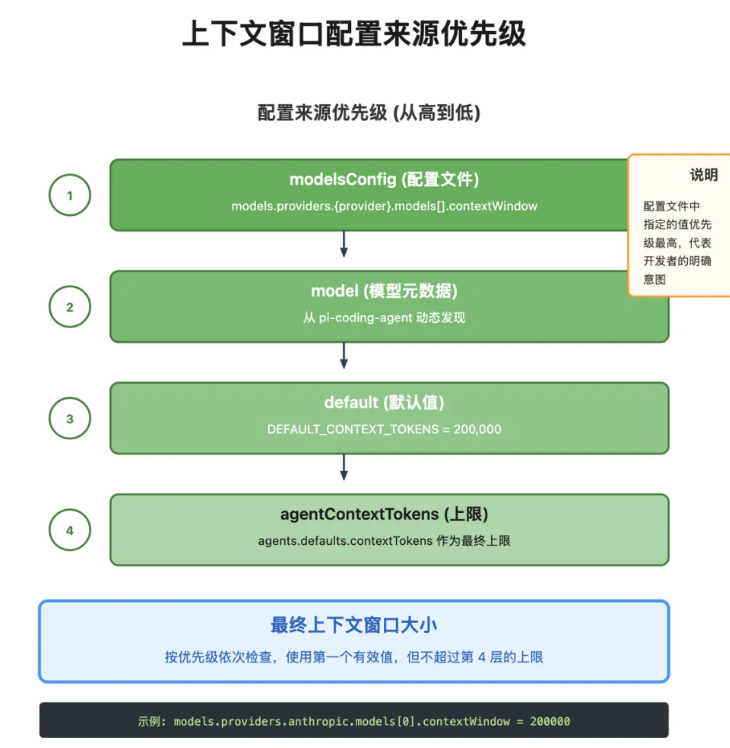 上下文窗口配置来源优先级
配置来源优先级 (从高到低)
1
modelsConfig (配置文件)
models.providers.{provider}.models[].contextWindow
说明
配置文件中
指定的值优先
级最高，代表
开发者的明确
意图
2
model (模型元数据)
从 pi-coding-agent 动态发现
3
default (默认值)
DEFAULT_CONTEXT_TOKENS = 200,000
4
agentContextTokens (上限)
agents.defaults.contextTokens 作为最终上限
最终上下文窗口大小
按优先级依次检查，使用第一个有效值，但不超过第 4 层的上限
示例: models.providers.anthropic.models[0].contextWindow = 200000